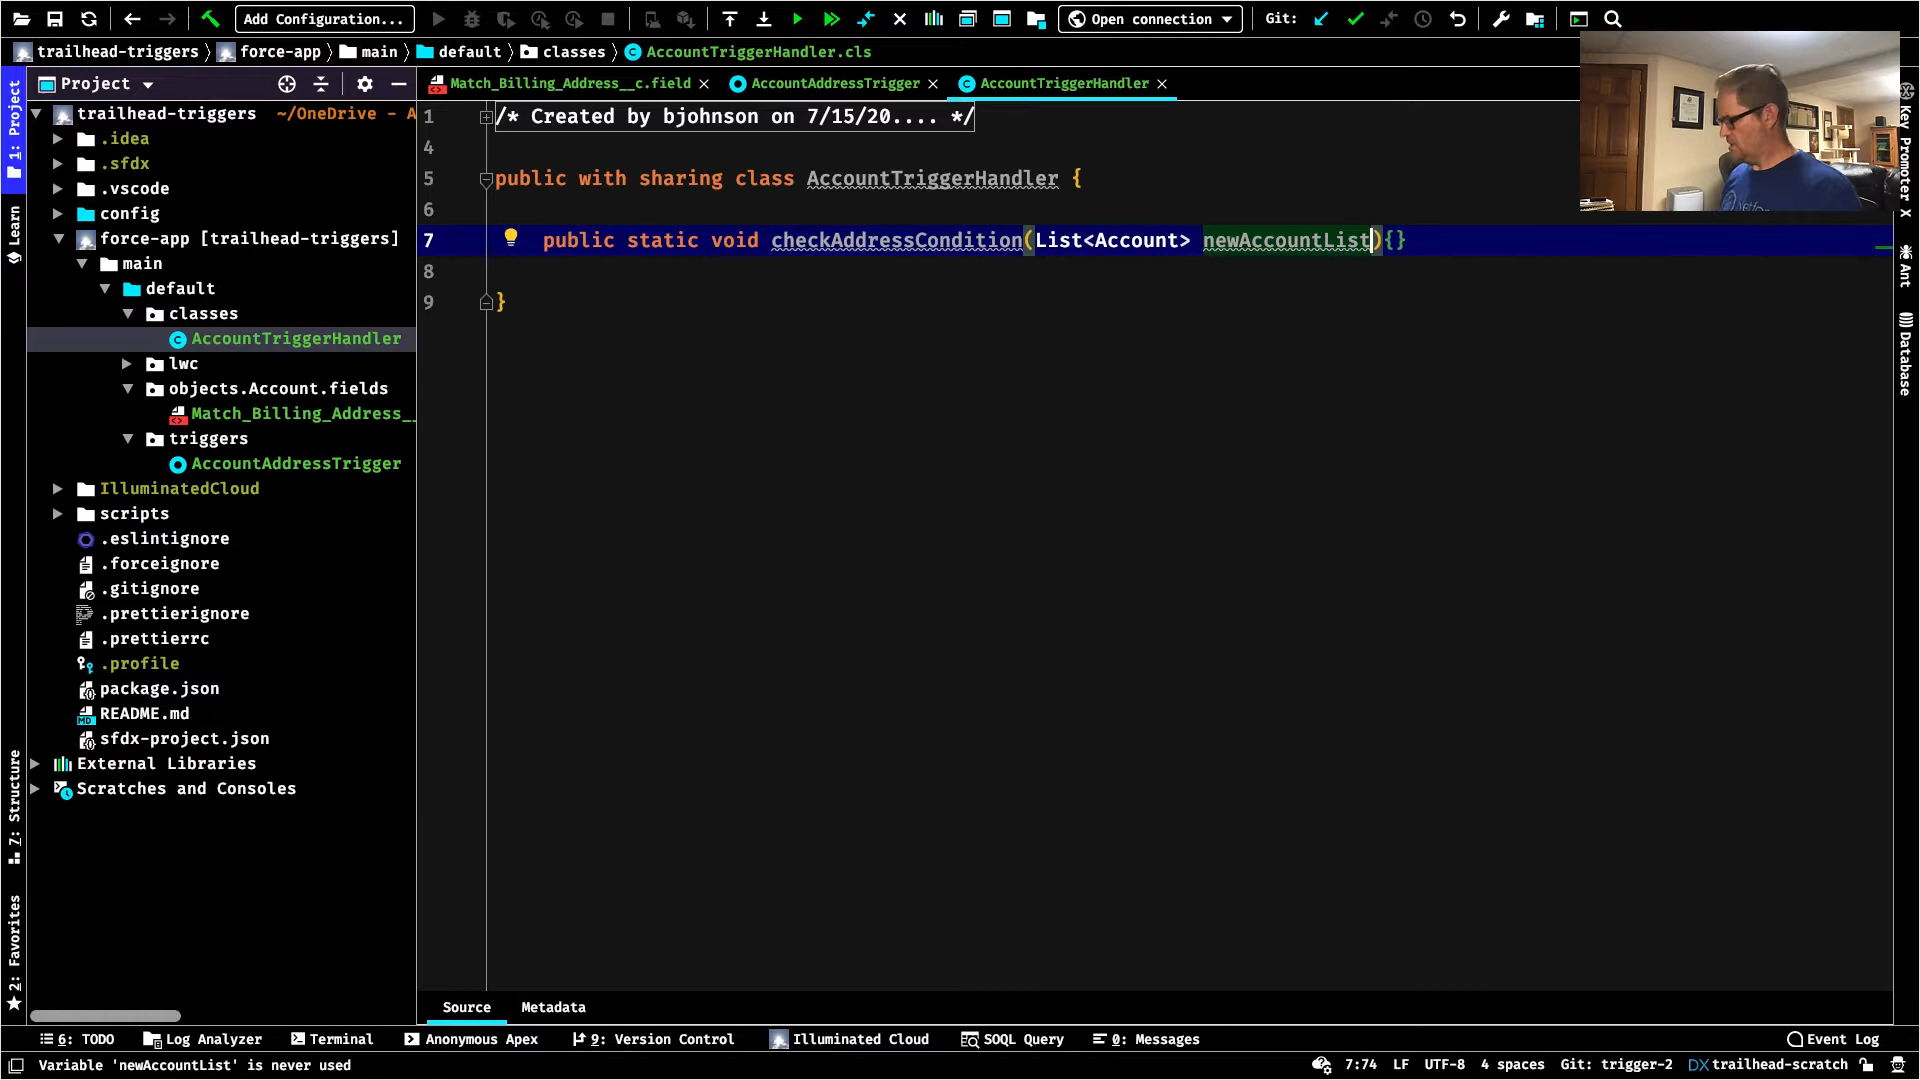 Add Configuration...
Open connection
Git:
trailhead-triggers
force-app
main
default
classes
AccountTriggerHandler.cls
Project
Match_Billing_Address__c.field
AccountAddressTrigger
AccountTriggerHandler
trailhead-triggers ~/OneDrive - A
.idea
.sfdx
.vscode
config
force-app [trailhead-triggers]
main
default
classes
AccountTriggerHandler
lwc
objects.Account.fields
Match_Billing_Address__
triggers
AccountAddressTrigger
IlluminatedCloud
scripts
.eslintignore
.forceignore
.gitignore
.prettierignore
.prettierrc
.profile
package.json
README.md
sfdx-project.json
External Libraries
Scratches and Consoles
1: Project
Learn
7: Structure
2: Favorites
1 /* Created by bjohnson on 7/15/20.... */
4
5 public with sharing class AccountTriggerHandler {
6
7 public static void checkAddressCondition(List<Account> newAccountList){}
8
9 }
Key Promoter X
Ant
Database
Source
Metadata
6: TODO
Log Analyzer
Terminal
Anonymous Apex
9: Version Control
Illuminated Cloud
SOQL Query
0: Messages
Event Log
Variable 'newAccountList' is never used
7:74
LF
UTF-8
4 spaces
Git: trigger-2
DX trailhead-scratch